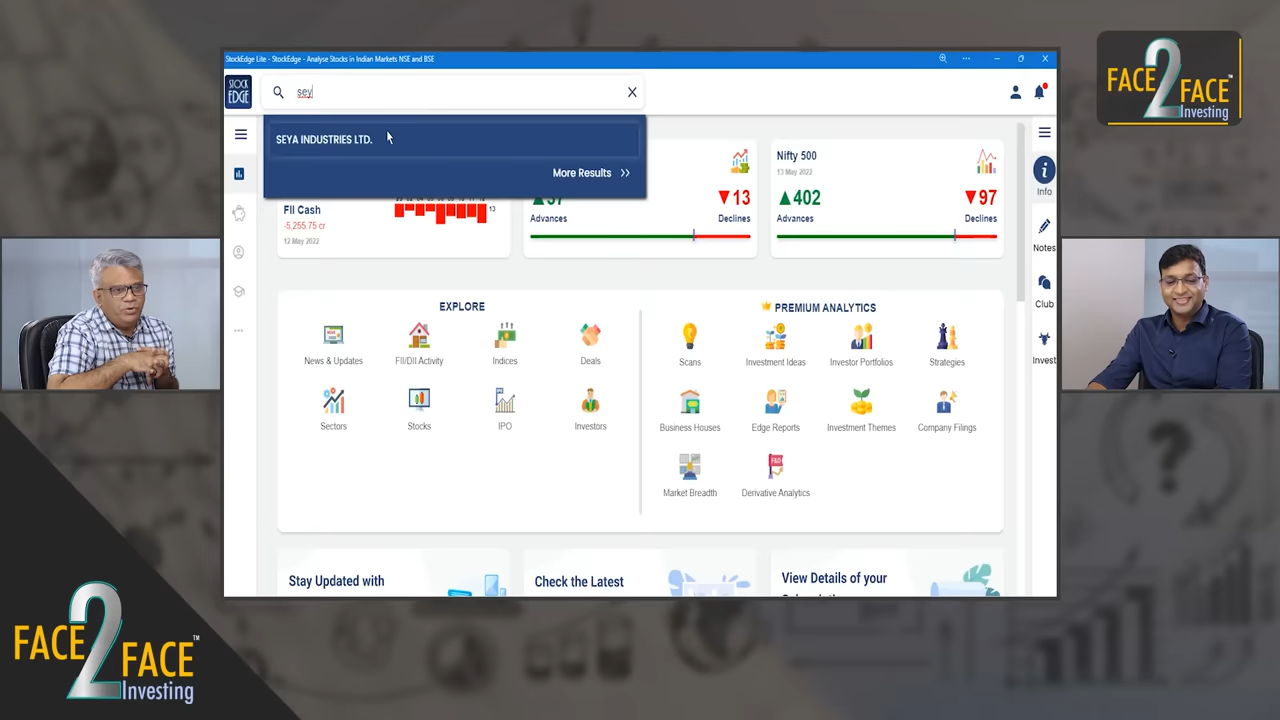 StockEdge Lite - StockEdge - Analyse Stocks in Indian Markets NSE and BSE
STOCK
EDGE
sey
SEYA INDUSTRIES LTD.
More Results
FII Cash
-5,255.75 cr
12 May 2022
13
13
Advances
Declines
Nifty 500
13 May 2022
402
97
Advances
Declines
EXPLORE
News & Updates
FII/DII Activity
Indices
Deals
Sectors
Stocks
IPO
Investors
PREMIUM ANALYTICS
Scans
Investment Ideas
Investor Portfolios
Strategies
Business Houses
Edge Reports
Investment Themes
Company Filings
Market Breadth
F&O
Derivative Analytics
Stay Updated with
Check the Latest
View Details of your
Info
Notes
Club
Invest
FACE
2
FACE
Investing
FACE
2
FACE™
Investing